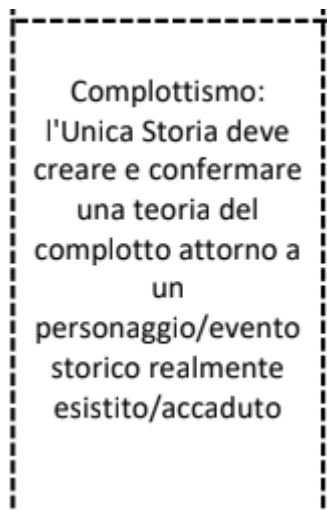 Complottismo:
l'Unica Storia deve
creare e confermare
una teoria del
complotto attorno a
un
personaggio/evento
storico realmente
esistito/accaduto